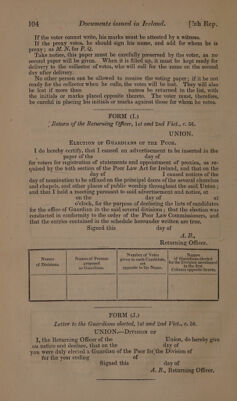 104 Documents issued in Ireland. [5th Rep.
If the voter cannot write, his marks must be attested by a witness.
If the proxy votes, he should sign his name, and add for whom he is
proxy; as M. N. for P. Q.
Take notice, this paper must be carefully preserved by the voter, as no
second paper will be given. When it is filled up, it must be kept ready for
delivery to the collector of votes, who will call for the same on the second
day after delivery.
No other person can be allowed to receive the voting paper; if it be not
ready for the collector when he calls, the votes will be lost. They will also
be lost if more than names be returned in the list, with
the initials or marks placed opposite thereto. The voter must, therefore,
be careful in placing his initials or marks against those for whom he votes.
FORM (I.)
Return of the Returning Officer, 1st and 2nd Vict., c. 56.
UNION.
Election of Guardians of the Poor.
I do hereby certify, that I caused an advertisement to be inserted in the
paper of the day of
for voters for registration of statements and appointment of proxies, as re-
quired by the 80th section of the Poor Law Act for Ireland, and that on the
day of I caused notice of the
day of nomination to be affixed on the principal doors of the several churches
and chapels, and other places of public worship throughout the said Union;
and that I held a meeting pursuant to said advertisement and notice, at
on the day of at
o'clock, for the purpose of declaring the lists of candidates
for the office of Guardian in the said several divisions; that the election was
conducted in conformity to the order of the Poor Law Commissioners, and
that the entries contained in the schedule hereunder written are true.
Signed this day of
A. B.,
Returning Officer.
Names
of Divisions.
Names of Persons
proposed
as Guardians.
Number of Votes
given to each Candidate,
set
opposite to his Name.
Names
of Guardians elected
for the Division mentioned
in the first
Column opposite thereto.
FORM (J.)
Letter to the Guardians elected, 1st and 2nd Vict., c. 56.
UNION.—Division of
I, the Returning Officer of the Union, do hereby give
you notice and declare, that on the day of
you were duly elected a Guardian of the Poor for the Division of
for the year ending of
Signed this day of
A. B., Returning Officer.